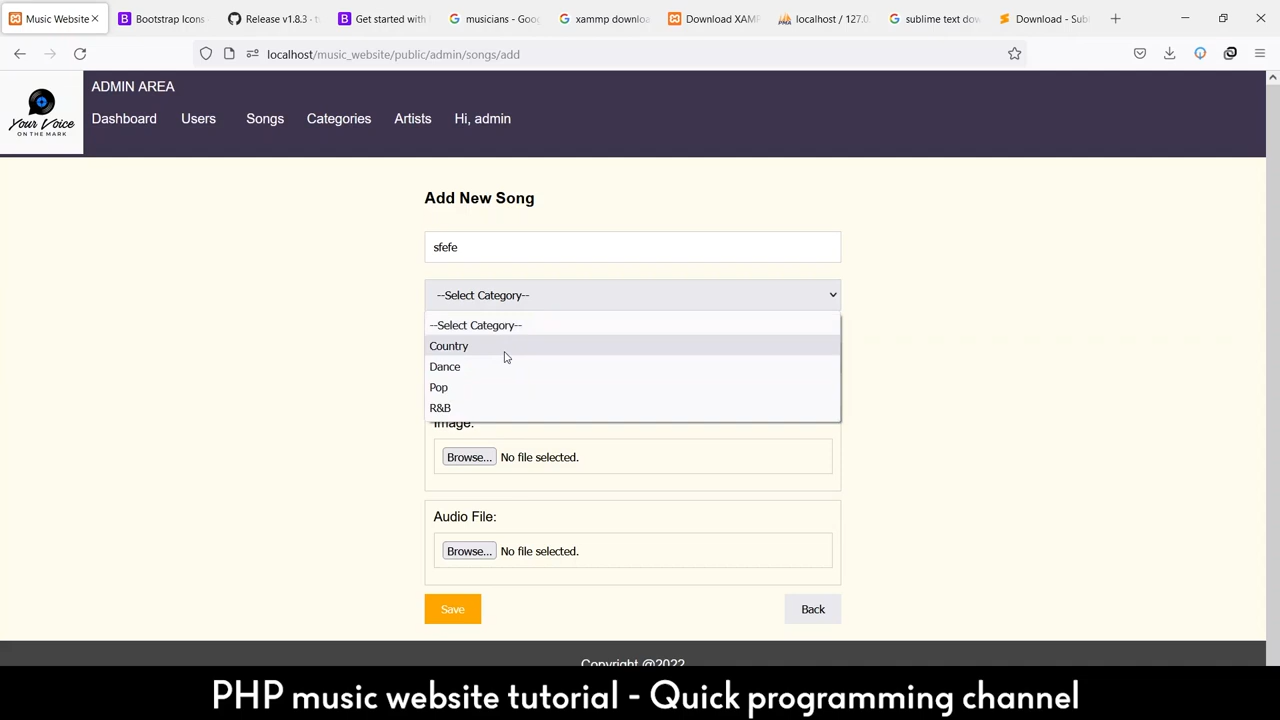 Music Website
Bootstrap Icons
Release v1.8.3 - t
Get started with
musicians - Goo
xammp downlo
Download XAM
localhost / 127.0
sublime text dow
Download - Sub
localhost/music_website/public/admin/songs/add
Your Voice
ON THE MARK
ADMIN AREA
Dashboard
Users
Songs
Categories
Artists
Hi, admin
Add New Song
sfefe
--Select Category--
--Select Category--
Country
Dance
Pop
R&B
Image:
Browse... No file selected.
Audio File:
Browse... No file selected.
Save
Back
Copyright @2022
PHP music website tutorial - Quick programming channel